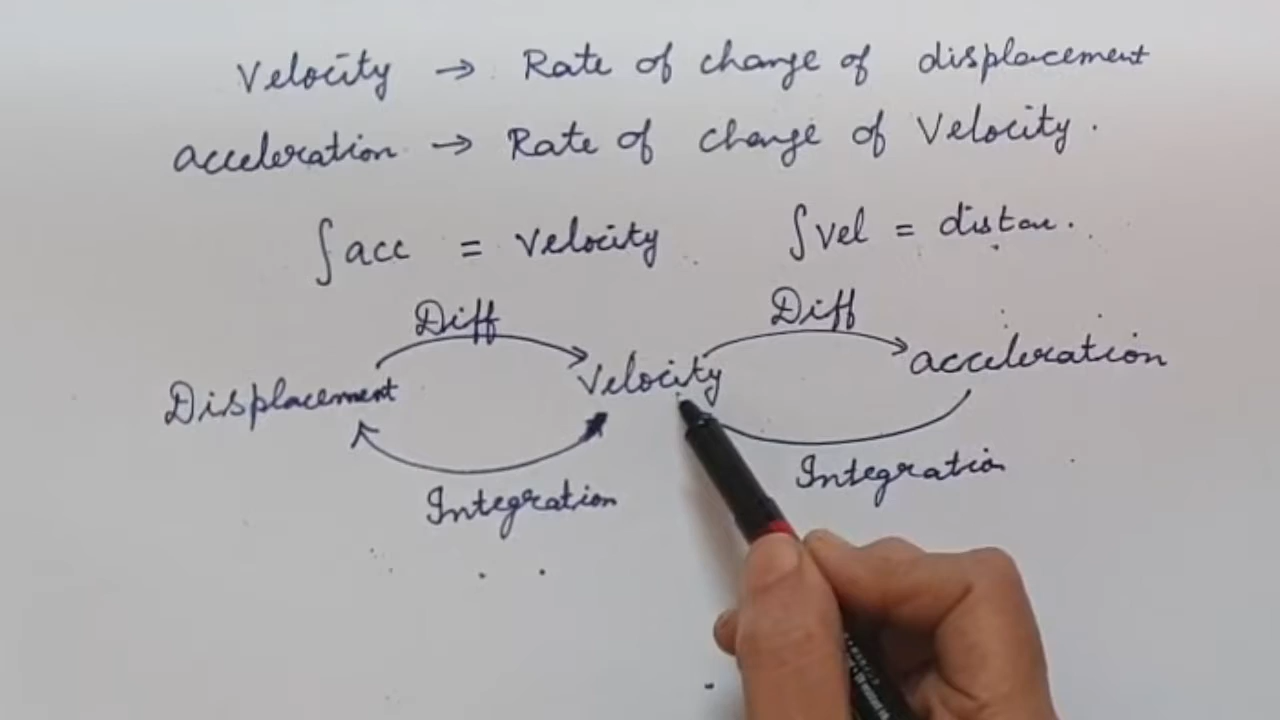 Velocity → Rate of change of displacement
acceleration → Rate of change of Velocity.
∫acc = Velocity ∫vel = distan.
Diff Diff
Displacement Velocity acceleration
Integration Integration